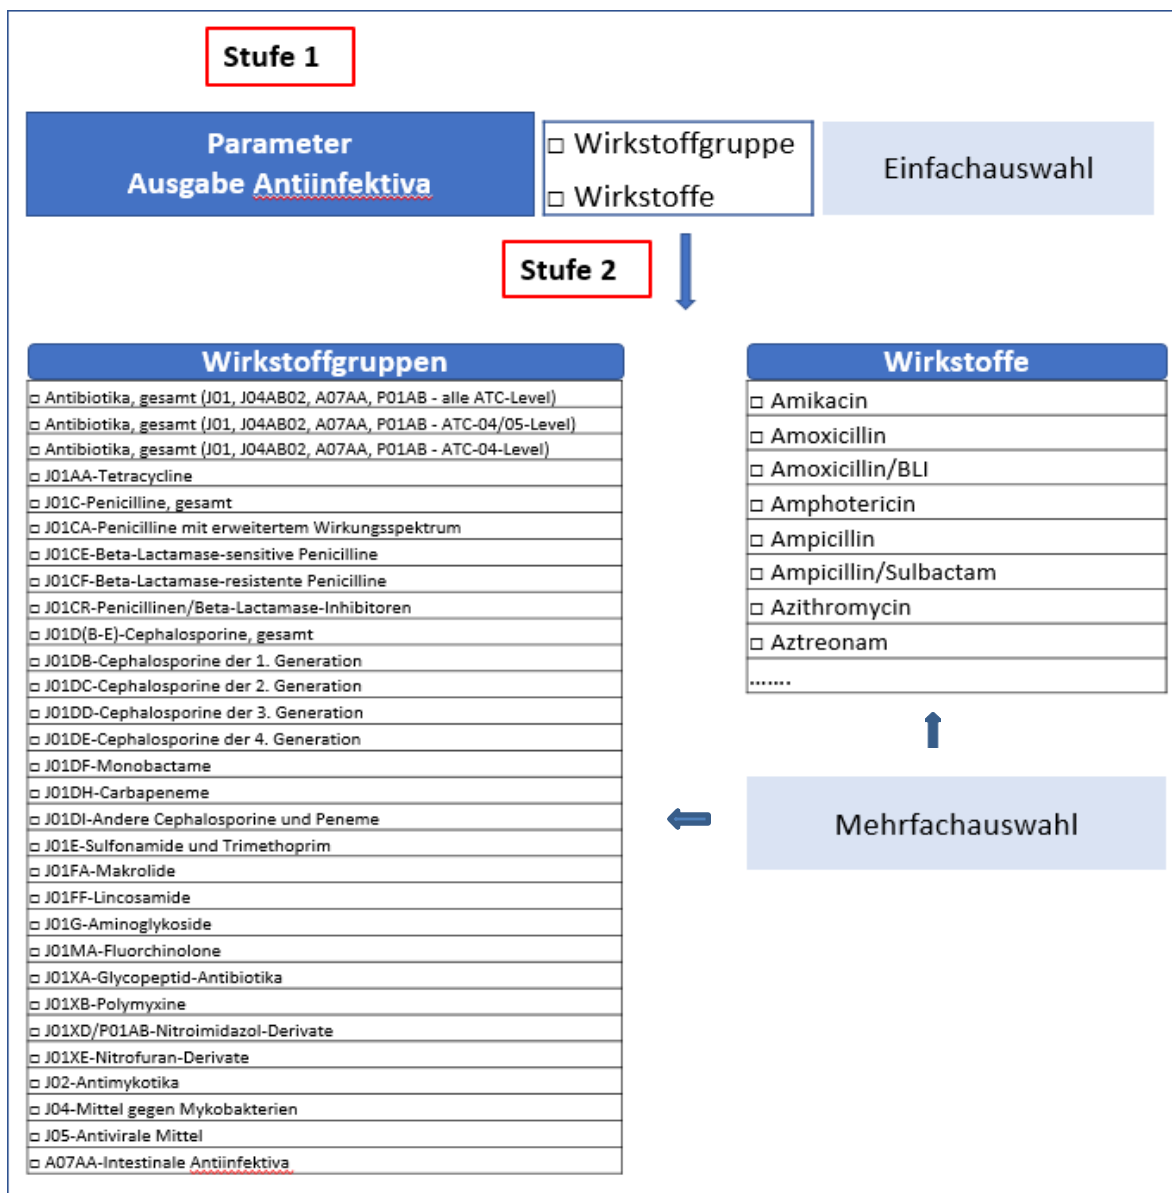 Stufe 1
Parameter
Ausgabe Antiinfektiva
□ Wirkstoffgruppe
□ Wirkstoffe
Einfachauswahl
Stufe 2
Wirkstoffgruppen
□ Antibiotika, gesamt (J01, J04AB02, A07AA, P01AB - alle ATC-Level)
□ Antibiotika, gesamt (J01, J04AB02, A07AA, P01AB - ATC-04/05-Level)
□ Antibiotika, gesamt (J01, J04AB02, A07AA, P01AB - ATC-04-Level)
□ J01AA-Tetracycline
□ J01C-Penicilline, gesamt
□ J01CA-Penicilline mit erweitertem Wirkungsspektrum
□ J01CE-Beta-Lactamase-sensitive Penicilline
□ J01CF-Beta-Lactamase-resistente Penicilline
□ J01CR-Penicillinen/Beta-Lactamase-Inhibitoren
□ J01D(B-E)-Cephalosporine, gesamt
□ J01DB-Cephalosporine der 1. Generation
□ J01DC-Cephalosporine der 2. Generation
□ J01DD-Cephalosporine der 3. Generation
□ J01DE-Cephalosporine der 4. Generation
□ J01DF-Monobactame
□ J01DH-Carbapeneme
□ J01DI-Andere Cephalosporine und Peneme
□ J01E-Sulfonamide und Trimethoprim
□ J01FA-Makrolide
□ J01FF-Lincosamide
□ J01G-Aminoglykoside
□ J01MA-Fluorchinolone
□ J01XA-Glycopeptid-Antibiotika
□ J01XB-Polymyxine
□ J01XD/P01AB-Nitroimidazol-Derivate
□ J01XE-Nitrofuran-Derivate
□ J02-Antimykotika
□ J04-Mittel gegen Mykobakterien
□ J05-Antivirale Mittel
□ A07AA-Intestinale Antiinfektiva
Wirkstoffe
□ Amikacin
□ Amoxicillin
□ Amoxicillin/BLI
□ Amphotericin
□ Ampicillin
□ Ampicillin/Sulbactam
□ Azithromycin
□ Aztreonam
.......
Mehrfachauswahl